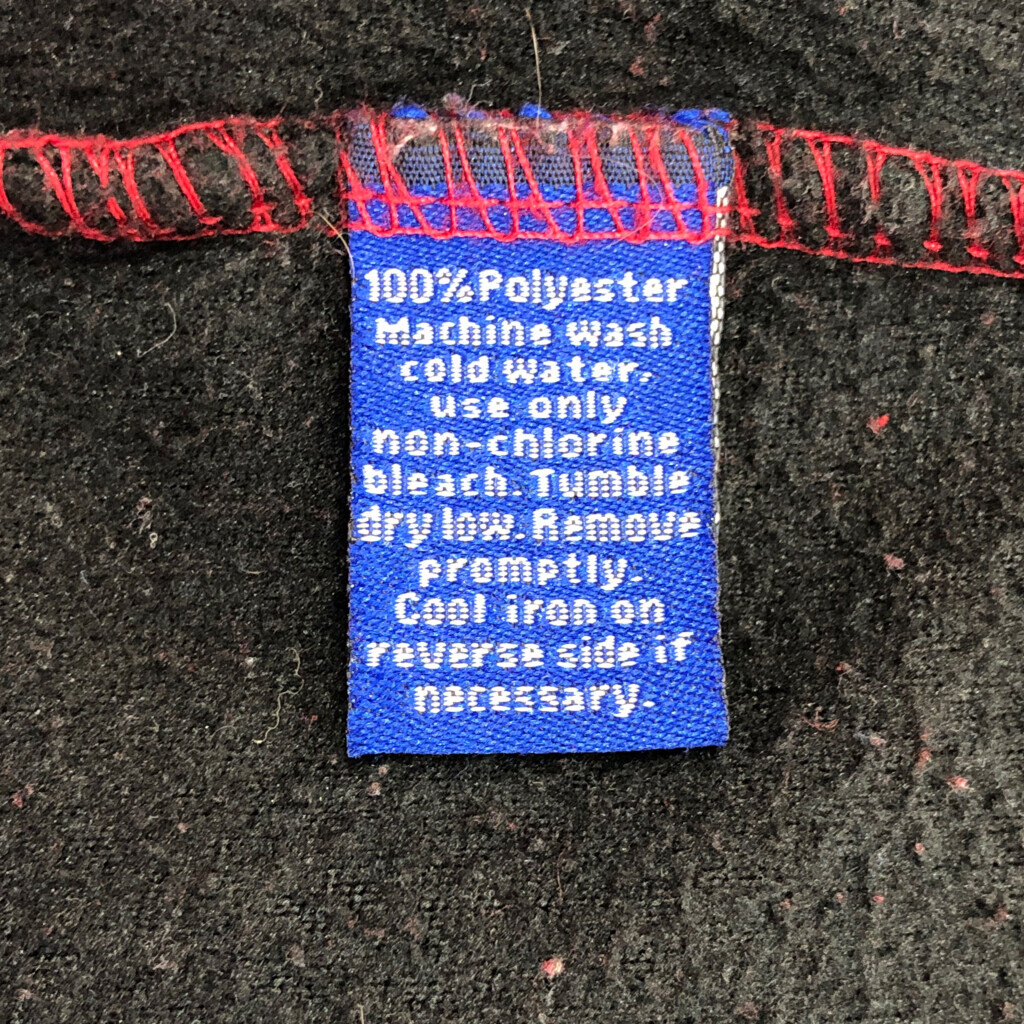 100% Polyester
Machine wash
cold water.
use only
non-chlorine
bleach. Tumble
dry low. Remove
promptly.
Cool iron on
reverse side if
necessary.